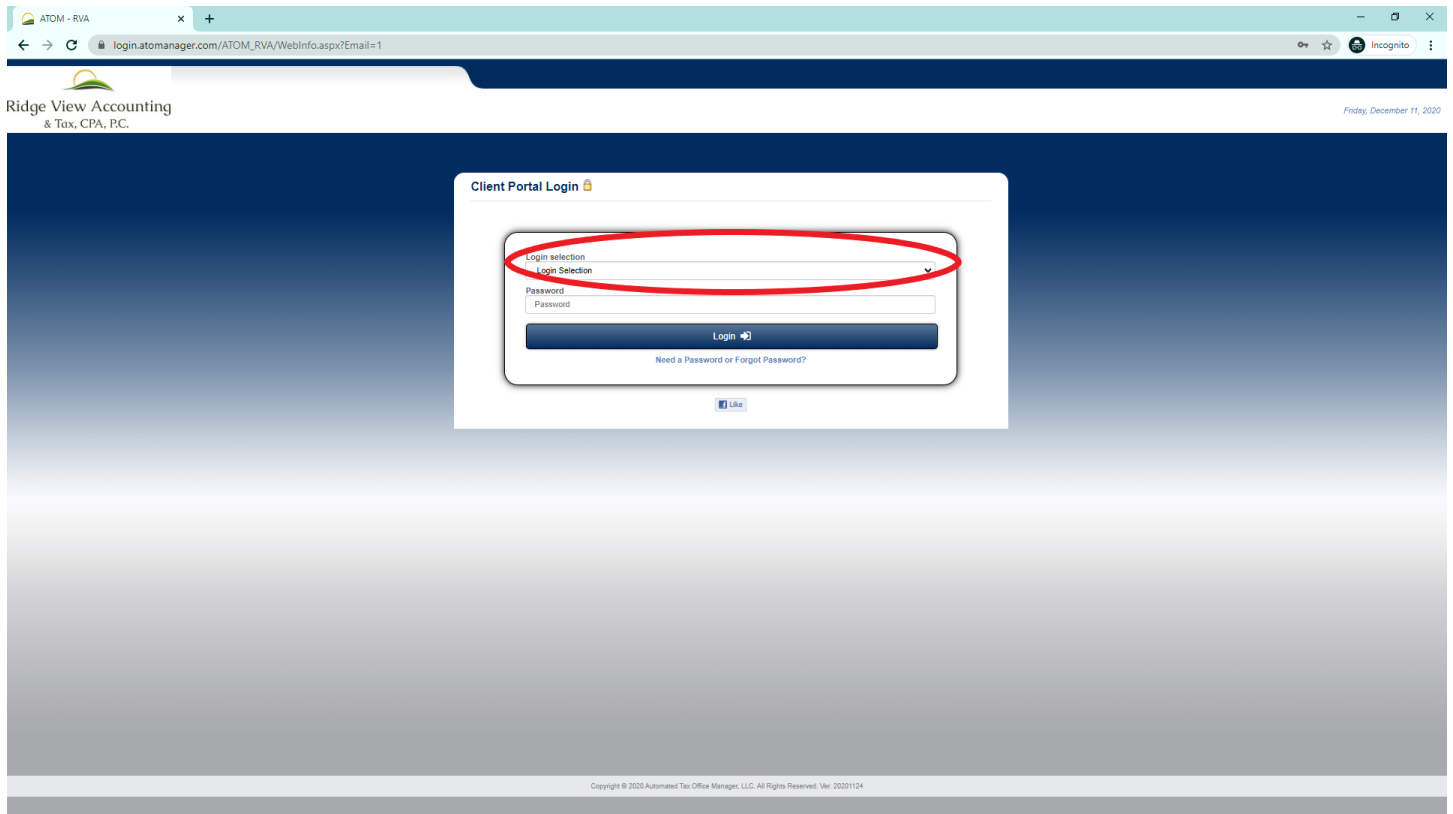 ATOM - RVA
login.atomanager.com/ATOM_RVA/WebInfo.aspx?Email=1
Incognito
Ridge View Accounting
& Tax, CPA, P.C.
Friday, December 11, 2020
Client Portal Login
Login selection
Login Selection
Password
Password
Login
Need a Password or Forgot Password?
Like
Copyright © 2020 Automated Tax Office Manager, LLC. All Rights Reserved. Ver. 20201124